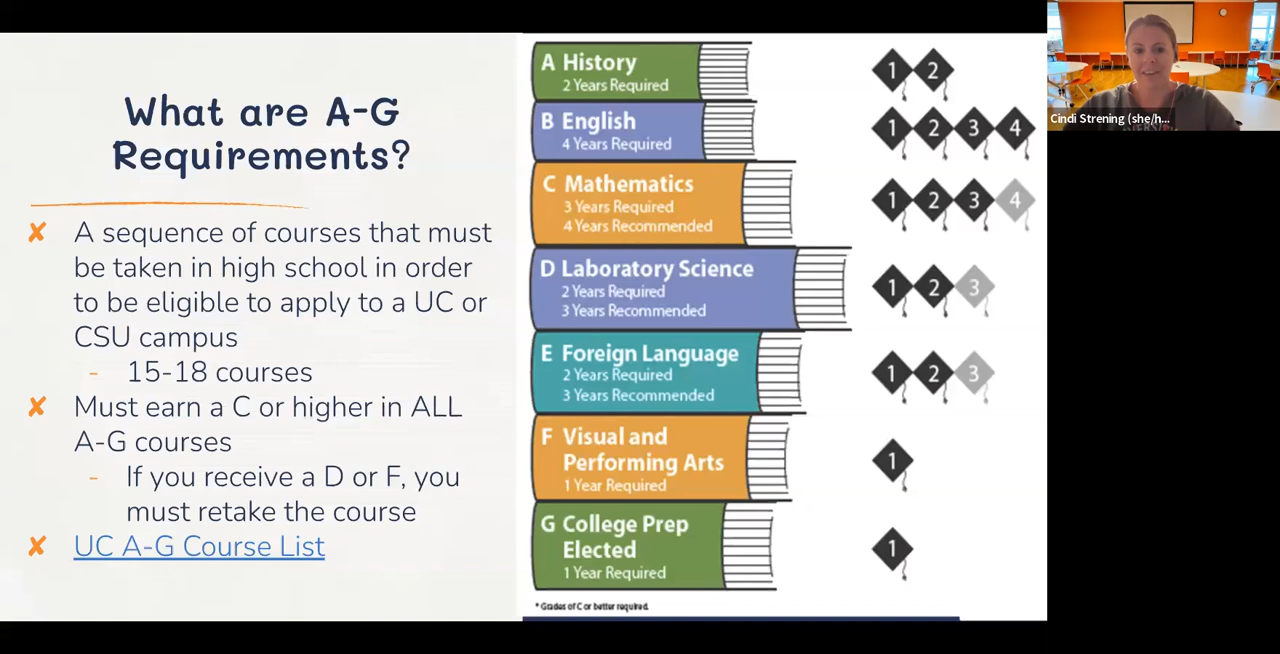 What are A-G
Requirements?
✘ A sequence of courses that must
be taken in high school in order
to be eligible to apply to a UC or
CSU campus
- 15-18 courses
✘ Must earn a C or higher in ALL
A-G courses
- If you receive a D or F, you
must retake the course
✘ UC A-G Course List
A History
2 Years Required
1 2
B English
4 Years Required
1 2 3 4
C Mathematics
3 Years Required
4 Years Recommended
1 2 3 4
D Laboratory Science
2 Years Required
3 Years Recommended
1 2 3
E Foreign Language
2 Years Required
3 Years Recommended
1 2 3
F Visual and
Performing Arts
1 Year Required
1
G College Prep
Elected
1 Year Required
1
* Grades of C or better required.
Cindi Strening (she/h...